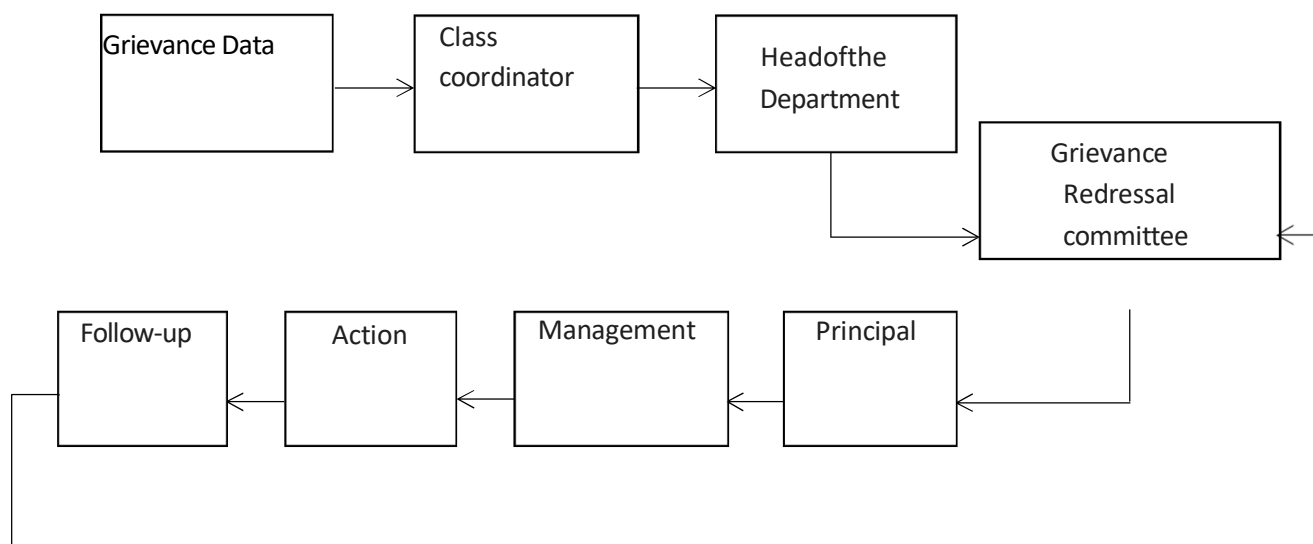 Grievance Data
Class
coordinator
Headofthe
Department
Grievance
Redressal
committee
Follow-up
Action
Management
Principal